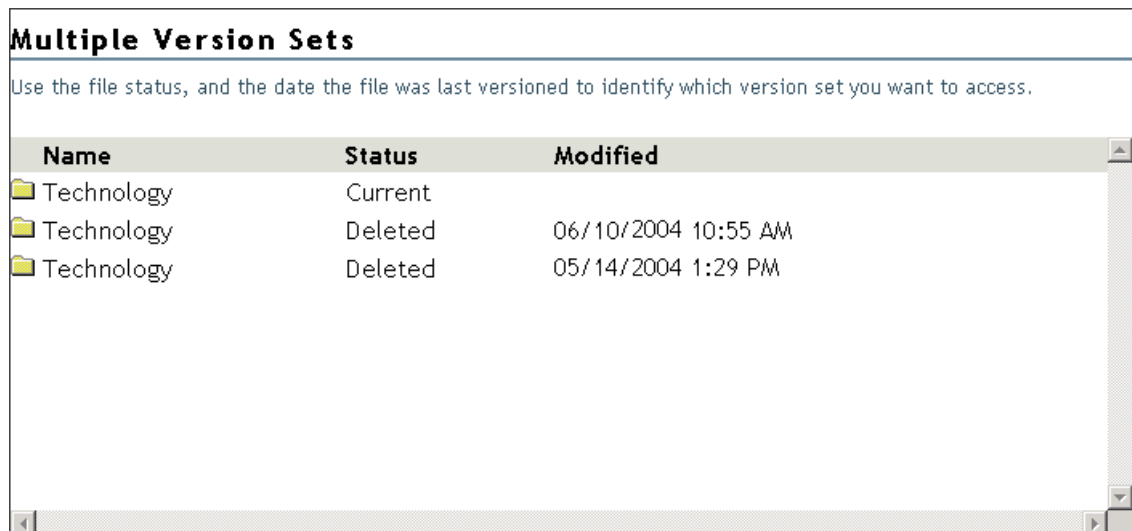 Multiple Version Sets
Use the file status, and the date the file was last versioned to identify which version set you want to access.
Name Status Modified
Technology Current
Technology Deleted 06/10/2004 10:55 AM
Technology Deleted 05/14/2004 1:29 PM